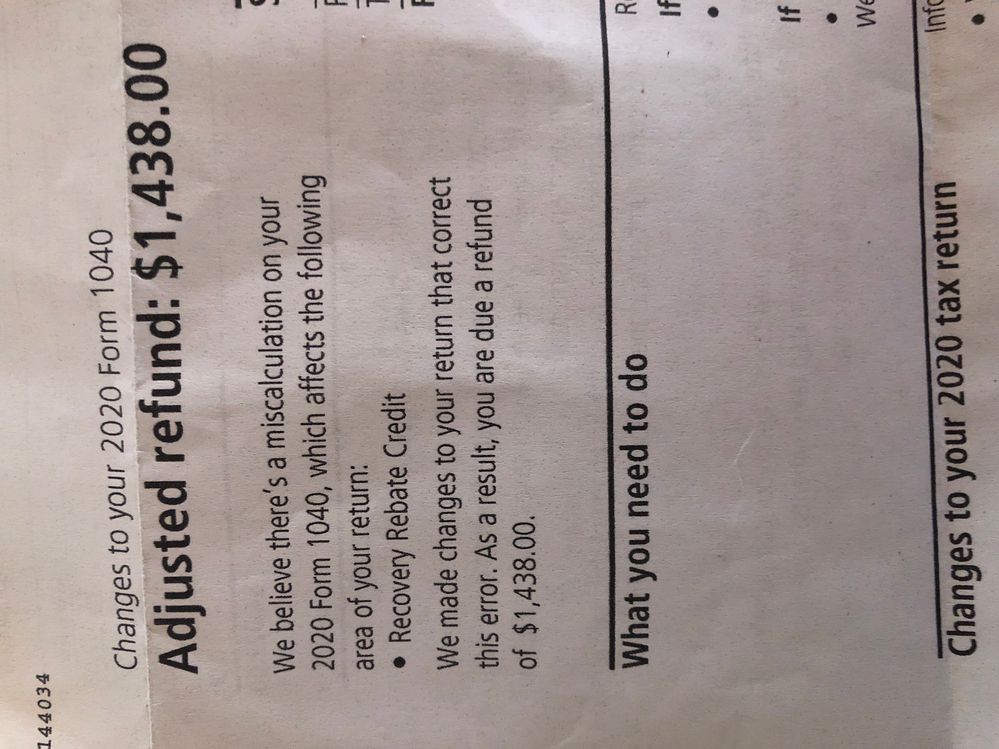 144034
Changes to your 2020 Form 1040
Adjusted refund: $1,438.00
We believe there's a miscalculation on your
2020 Form 1040, which affects the following
area of your return:
• Recovery Rebate Credit
We made changes to your return that correct
this error. As a result, you are due a refund
of $1,438.00.
What you need to do
If
•
If
•
We
Changes to your 2020 tax return
•